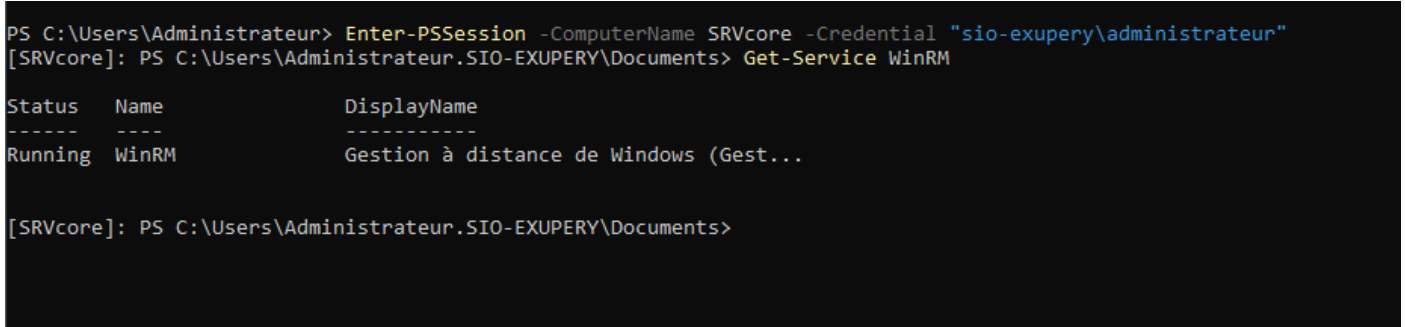 PS C:\Users\Administrateur> Enter-PSSession -ComputerName SRVcore -Credential "sio-exupery\administrateur"
[SRVcore]: PS C:\Users\Administrateur.SIO-EXUPERY\Documents> Get-Service WinRM
Status   Name               DisplayName
------   ----               -----------
Running  WinRM              Gestion à distance de Windows (Gest...
[SRVcore]: PS C:\Users\Administrateur.SIO-EXUPERY\Documents>